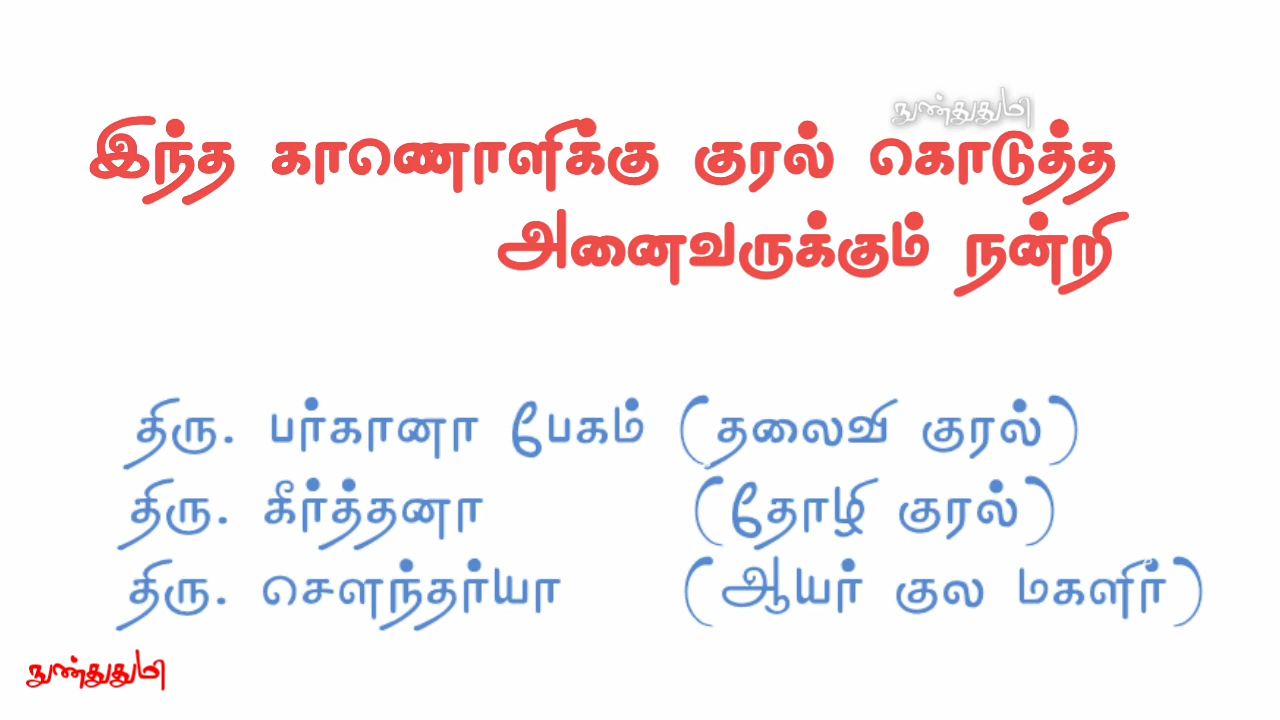 நுண்துதுமி
இந்த காணொளிக்கு குரல் கொடுத்த
அனைவருக்கும் நன்றி
திரு. பர்கானா பேகம் (தலைவி குரல்)
திரு. கீர்த்தனா (தோழி குரல்)
திரு. சௌந்தர்யா (ஆயர் குல மகளிர்)
நுண்துதுமி